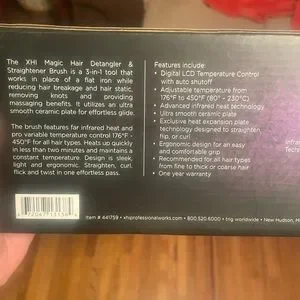 The XHI Magic Hair Detangler &
Straightener Brush is a 3-in-1 tool that
works in place of a flat iron while
reducing hair breakage and hair static,
removing knots and providing
massaging benefits. It utilizes an ultra
smooth ceramic plate for effortless glide.
The brush features far infrared heat and
pro variable temperature control 176°F -
450°F for all hair types. Heats up quickly
in less than two minutes and maintains a
constant temperature. Design is sleek,
light and ergonomic. Straighten, curl,
flick and twist in one effortless pass.
Features include:
• Digital LCD Temperature Control
with auto shutoff
• Adjustable temperature from
176°F to 450°F (80° - 230°C)
• Advanced infrared heat technology
• Ultra smooth ceramic plate
• Exclusive heat expansion plate
technology designed to straighten,
flip, or curl!
• Ergonomic design for an easy
and comfortable grip
• Recommended for all hair types
from fine to thick or coarse hair
• One year warranty
Infra
Techn
Item # 441759 • xhiprofessionalworks.com • 800.520.6000 • tng worldwide • New Hudson, M